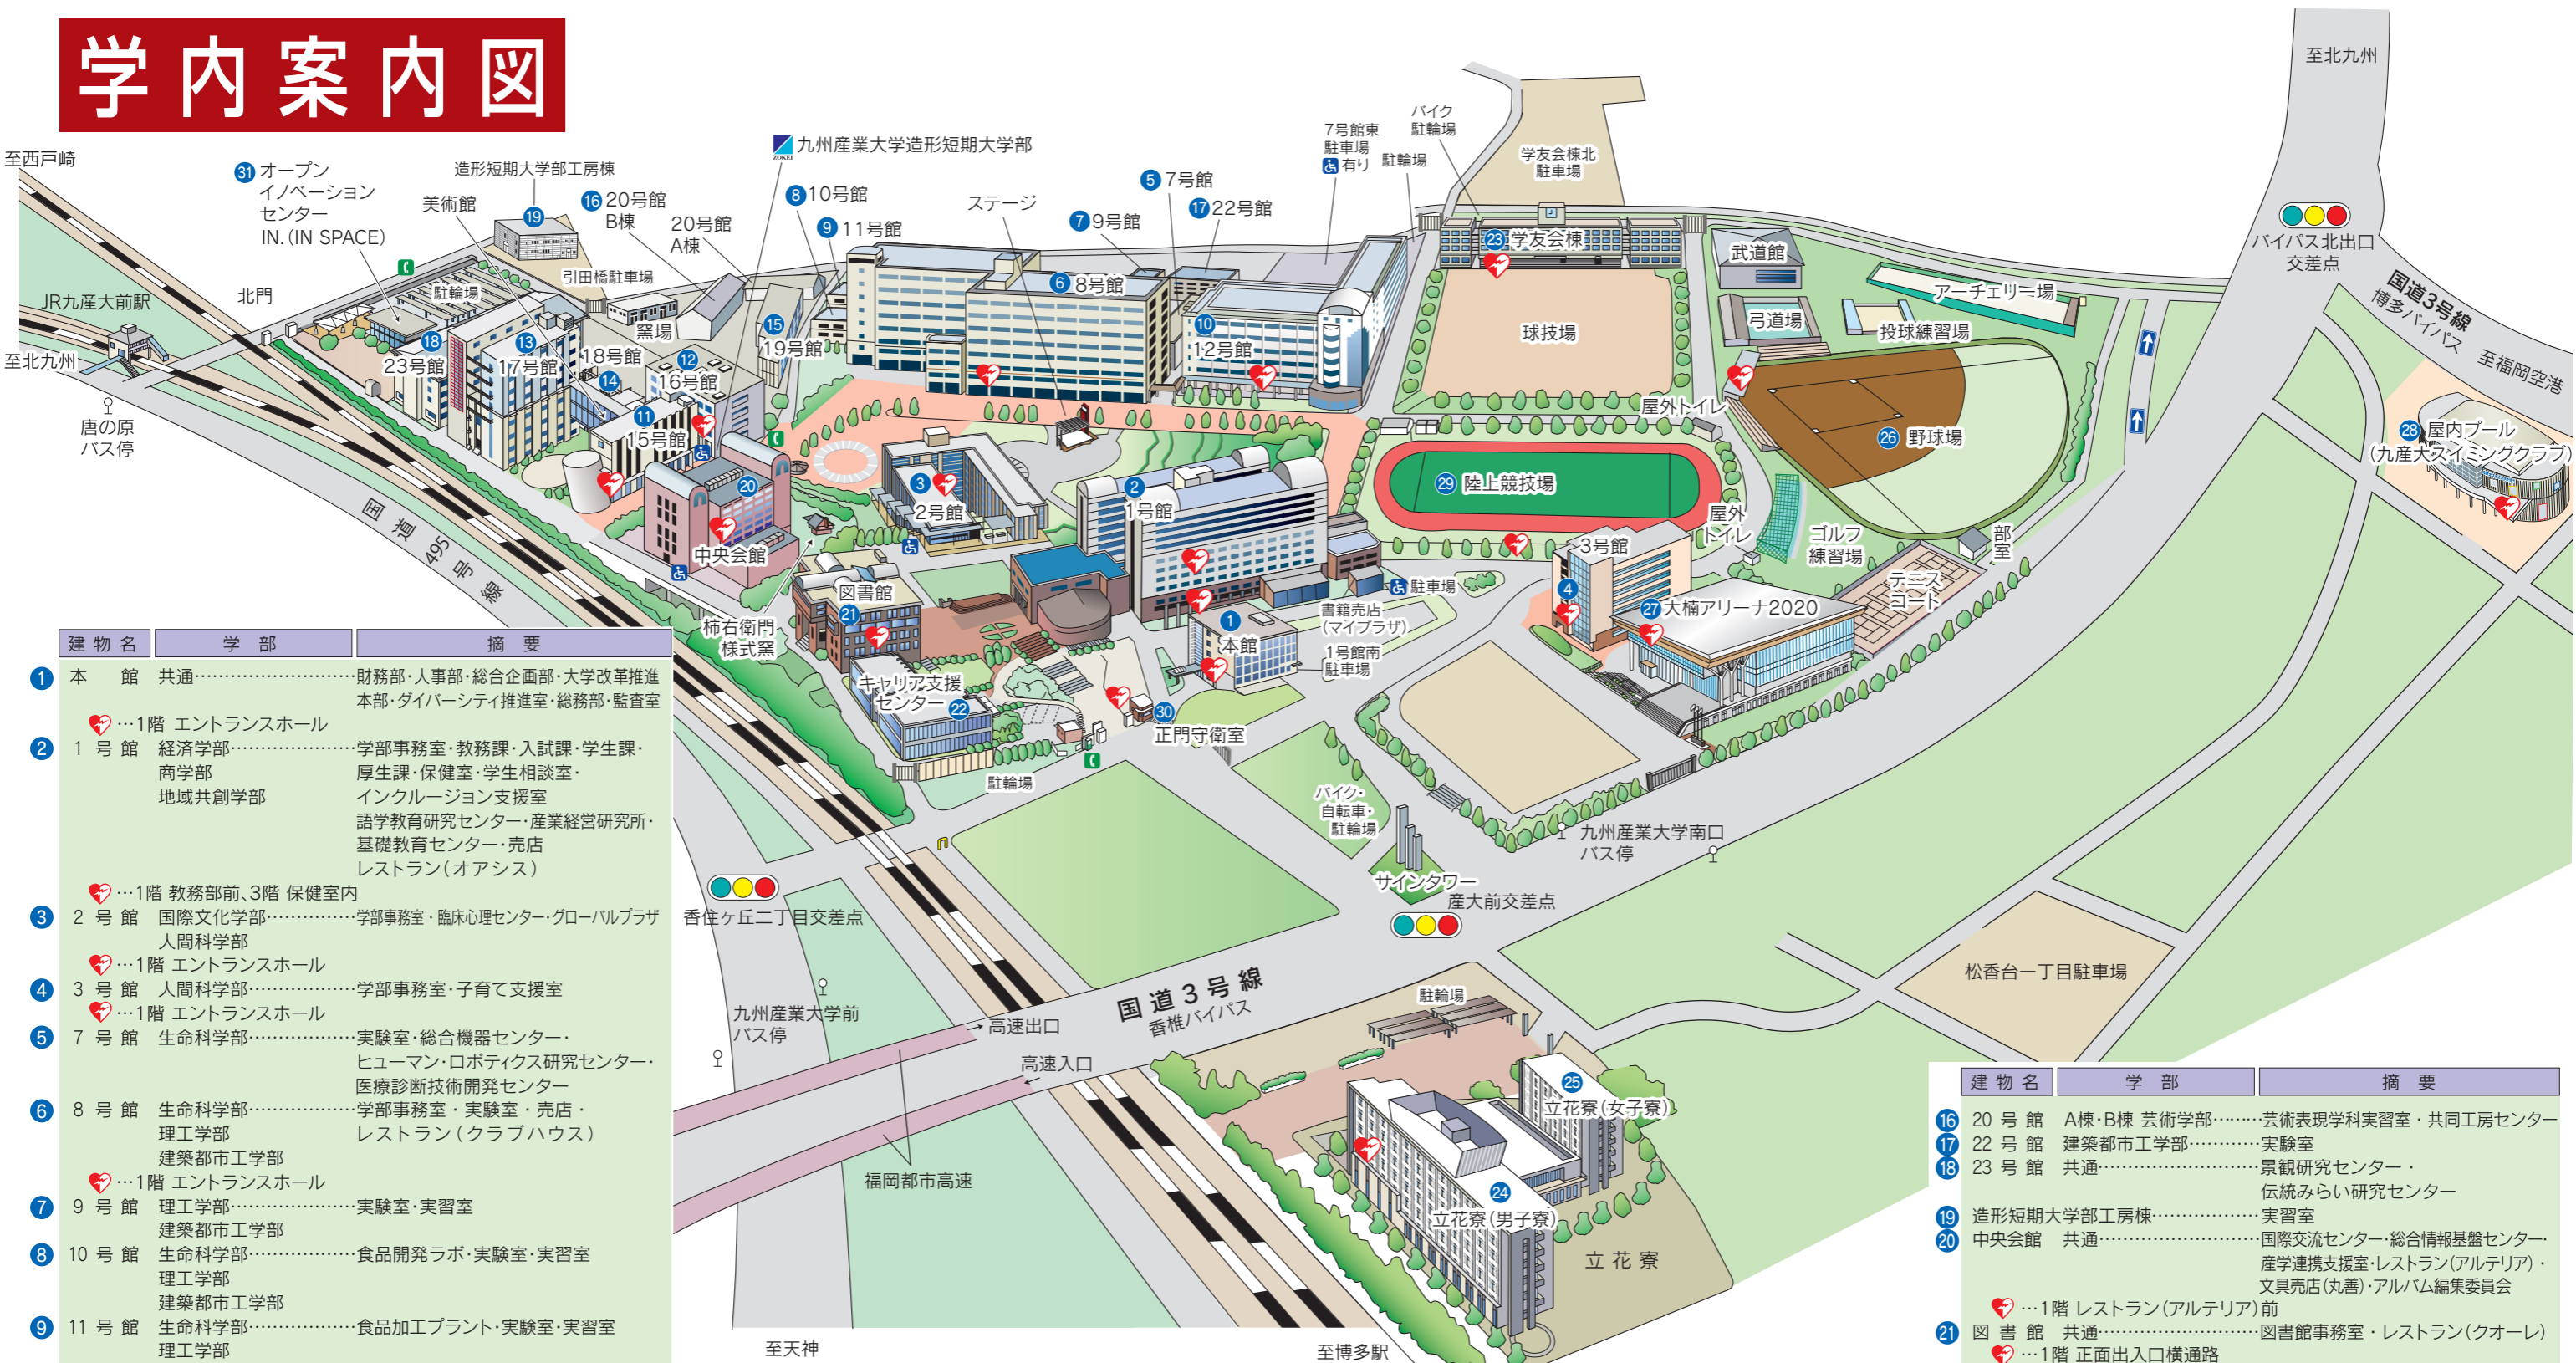 学内案内図
至西戸崎
31 オープン
イノベーション
センター
IN.(IN SPACE)
造形短期大学部工房棟
19
美術館
16 20号館
B棟
20号館
A棟
ZOKEI 九州産業大学造形短期大学部
8 10号館
9 11号館
ステージ
7 9号館
5 7号館
17 22号館
7号館東
駐車場
有り
駐輪場
バイク
駐輪場
学友会棟北
駐車場
至北九州
バイパス北出口
交差点
国道3号線
博多バイパス
至福岡空港
JR九産大前駅
北門
駐輪場
引田橋駐車場
窯場
至北九州
唐の原
バス停
18
23号館
13
17号館
18号館
14
12
16号館
15
19号館
11
15号館
6 8号館
10
12号館
23 学友会棟
球技場
武道館
弓道場
投球練習場
アーチェリー場
屋外トイレ
26 野球場
28 屋内プール
(九産大スイミングクラブ)
20
中央会館
3
2号館
2
1号館
29 陸上競技場
屋外
トイレ
ゴルフ
練習場
部室
テニス
コート
3号館
4
27 大楠アリーナ2020
国道495号線
柿右衛門
様式窯
図書館
21
駐車場
書籍売店
(マイプラザ)
1号館南
駐車場
1
本館
キャリア支援
センター 22
30
正門守衛室
駐輪場
バイク・
自転車・
駐輪場
サインタワー
九州産業大学南口
バス停
産大前交差点
香住ヶ丘二丁目交差点
九州産業大学前
バス停
高速出口
高速入口
国道3号線
香椎バイパス
福岡都市高速
駐輪場
松香台一丁目駐車場
25
立花寮(女子寮)
24
立花寮(男子寮)
立花寮
至天神
至博多駅
建物名 学部 摘要
1 本館 共通……………………財務部・人事部・総合企画部・大学改革推進
本部・ダイバーシティ推進室・総務部・監査室
…1階 エントランスホール
2 1号館 経済学部………………学部事務室・教務課・入試課・学生課・
商学部 厚生課・保健室・学生相談室・
地域共創学部 インクルージョン支援室
語学教育研究センター・産業経営研究所・
基礎教育センター・売店
レストラン(オアシス)
…1階 教務部前、3階 保健室内
3 2号館 国際文化学部…………学部事務室・臨床心理センター・グローバルプラザ
人間科学部
…1階 エントランスホール
4 3号館 人間科学部……………学部事務室・子育て支援室
…1階 エントランスホール
5 7号館 生命科学部……………実験室・総合機器センター・
ヒューマン・ロボティクス研究センター・
医療診断技術開発センター
6 8号館 生命科学部……………学部事務室・実験室・売店・
理工学部 レストラン(クラブハウス)
建築都市工学部
…1階 エントランスホール
7 9号館 理工学部………………実験室・実習室
建築都市工学部
8 10号館 生命科学部……………食品開発ラボ・実験室・実習室
理工学部
建築都市工学部
9 11号館 生命科学部……………食品加工プラント・実験室・実習室
理工学部
建物名 学部 摘要
16 20号館 A棟・B棟 芸術学部………芸術表現学科実習室・共同工房センター
17 22号館 建築都市工学部………実験室
18 23号館 共通……………………景観研究センター・
伝統みらい研究センター
19 造形短期大学部工房棟……………実習室
20 中央会館 共通……………………国際交流センター・総合情報基盤センター・
産学連携支援室・レストラン(アルテリア)・
文具売店(丸善)・アルバム編集委員会
…1階 レストラン(アルテリア)前
21 図書館 共通……………………図書館事務室・レストラン(クオーレ)
…1階 正面出入口横通路